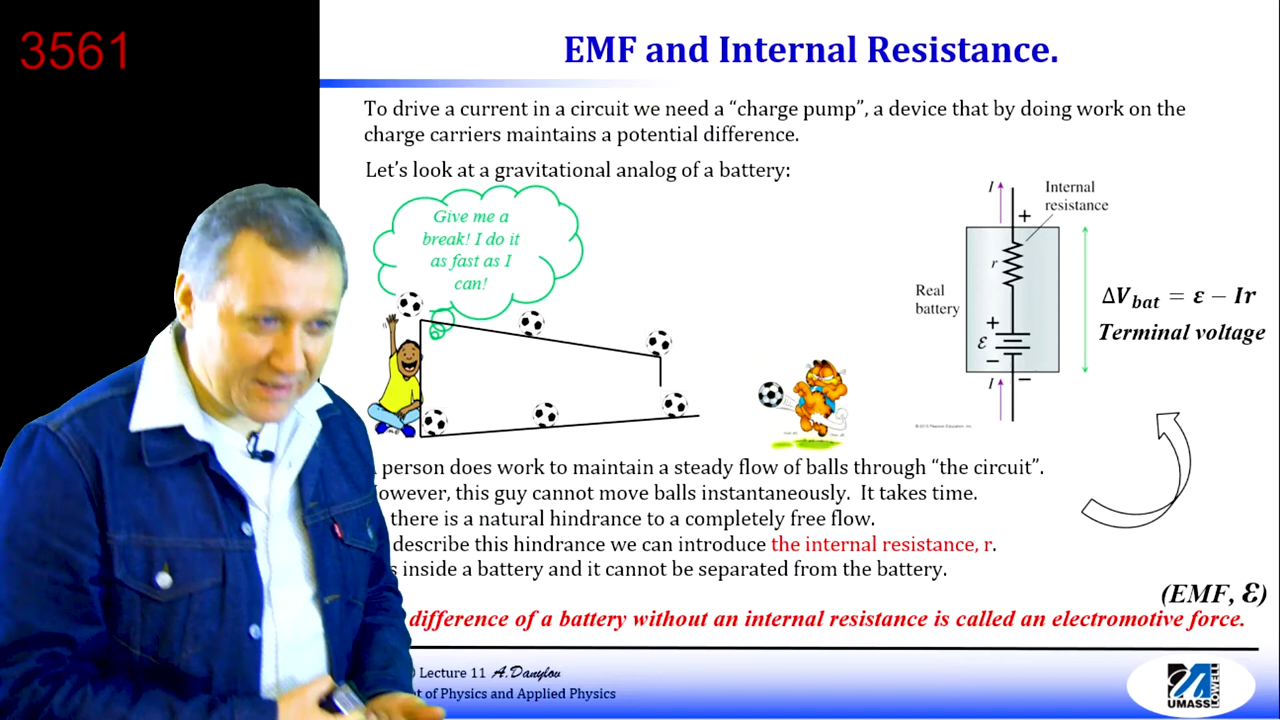 3561
EMF and Internal Resistance.
To drive a current in a circuit we need a “charge pump”, a device that by doing work on the
charge carriers maintains a potential difference.
Let’s look at a gravitational analog of a battery:
Give me a
break! I do it
as fast as I
can!
I
Internal
resistance
+
r
Real
battery
+
ε
−
I
−
ΔV_bat = ε − Ir
Terminal voltage
person does work to maintain a steady flow of balls through “the circuit”.
owever, this guy cannot move balls instantaneously. It takes time.
there is a natural hindrance to a completely free flow.
describe this hindrance we can introduce the internal resistance, r.
s inside a battery and it cannot be separated from the battery.
(EMF, ℇ)
difference of a battery without an internal resistance is called an electromotive force.
Lecture 11 A.Danylov
of Physics and Applied Physics
UMASS
LOWELL